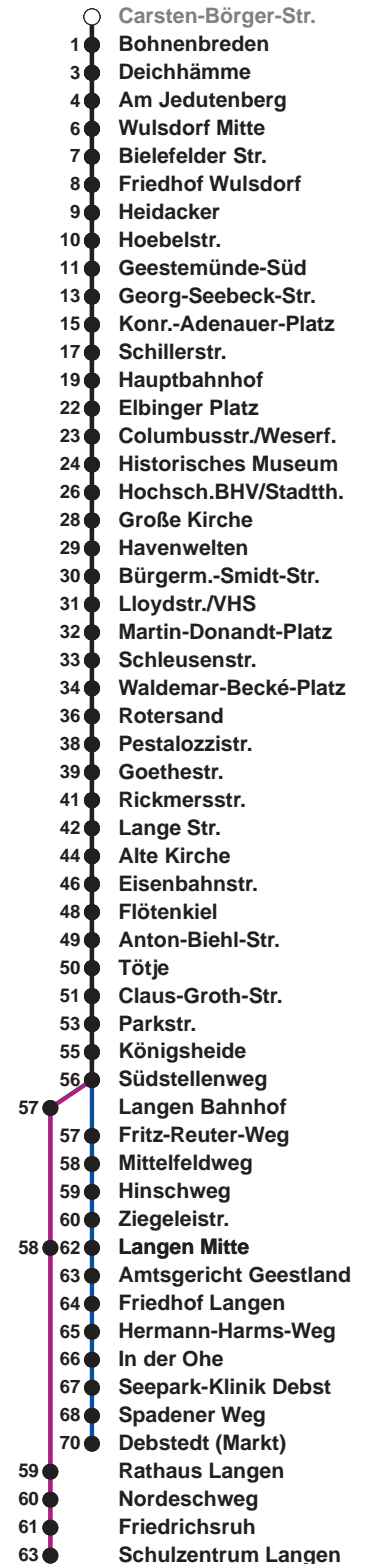 Carsten-Börger-Str.
1 Bohnenbreden
3 Deichhämme
4 Am Jedutenberg
6 Wulsdorf Mitte
7 Bielefelder Str.
8 Friedhof Wulsdorf
9 Heidacker
10 Hoebelstr.
11 Geestemünde-Süd
13 Georg-Seebeck-Str.
15 Konr.-Adenauer-Platz
17 Schillerstr.
19 Hauptbahnhof
22 Elbinger Platz
23 Columbusstr./Weserf.
24 Historisches Museum
26 Hochsch.BHV/Stadtth.
28 Große Kirche
29 Havenwelten
30 Bürgerm.-Smidt-Str.
31 Lloydstr./VHS
32 Martin-Donandt-Platz
33 Schleusenstr.
34 Waldemar-Becké-Platz
36 Rotersand
38 Pestalozzistr.
39 Goethestr.
41 Rickmersstr.
42 Lange Str.
44 Alte Kirche
46 Eisenbahnstr.
48 Flötenkiel
49 Anton-Biehl-Str.
50 Tötje
51 Claus-Groth-Str.
53 Parkstr.
55 Königsheide
56 Südstellenweg
57 Langen Bahnhof
57 Fritz-Reuter-Weg
58 Mittelfeldweg
59 Hinschweg
60 Ziegeleistr.
58 62 Langen Mitte
63 Amtsgericht Geestland
64 Friedhof Langen
65 Hermann-Harms-Weg
66 In der Ohe
67 Seepark-Klinik Debst
68 Spadener Weg
70 Debstedt (Markt)
59 Rathaus Langen
60 Nordeschweg
61 Friedrichsruh
63 Schulzentrum Langen